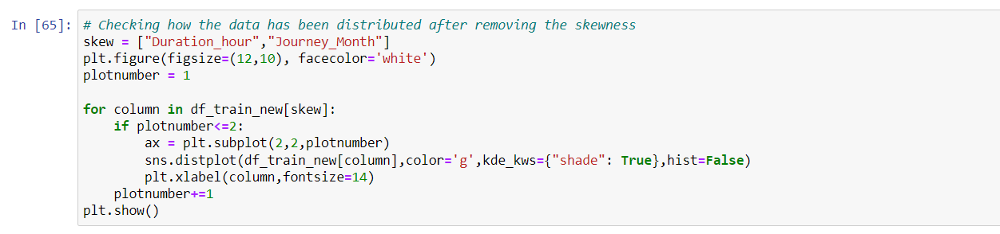 In [65]: # Checking how the data has been distributed after removing the skewness
skew = ["Duration_hour","Journey_Month"]
plt.figure(figsize=(12,10), facecolor='white')
plotnumber = 1

for column in df_train_new[skew]:
    if plotnumber<=2:
        ax = plt.subplot(2,2,plotnumber)
        sns.distplot(df_train_new[column],color='g',kde_kws={"shade": True},hist=False)
        plt.xlabel(column,fontsize=14)
    plotnumber+=1
plt.show()